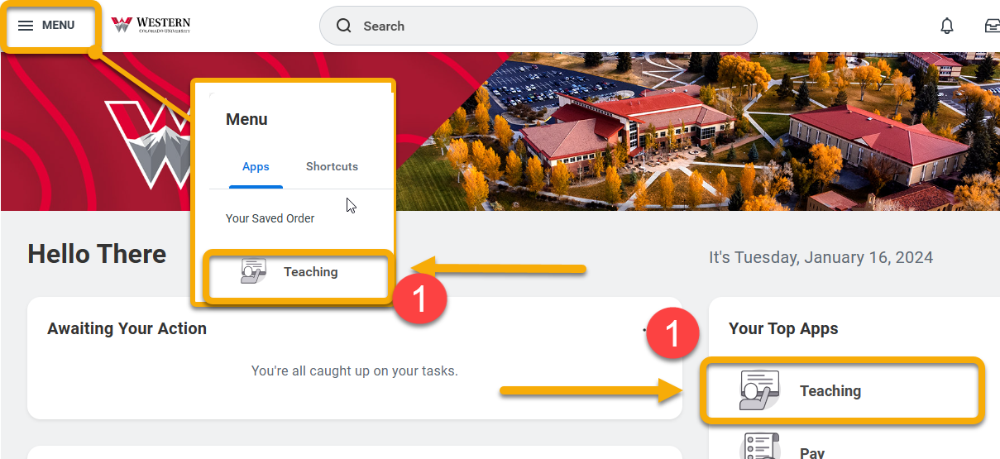 MENU
WESTERN
COLORADO UNIVERSITY
Search
Menu
Apps
Shortcuts
Your Saved Order
Teaching
1
Hello There
It's Tuesday, January 16, 2024
Awaiting Your Action
You're all caught up on your tasks.
1
Your Top Apps
Teaching
Pay